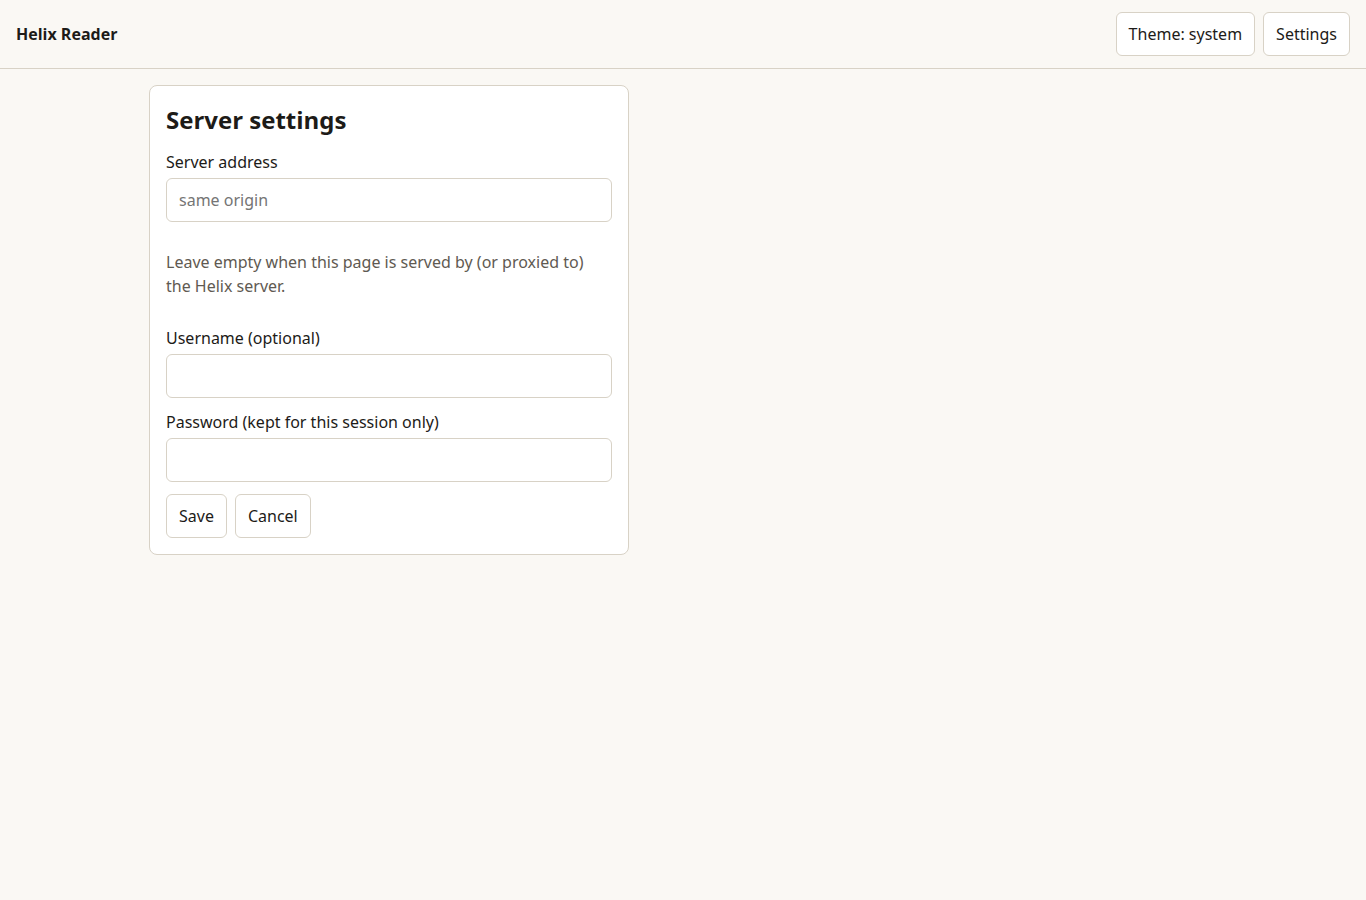 Helix Reader
Theme: system
Settings
Server settings
Server address
same origin
Leave empty when this page is served by (or proxied to)
the Helix server.
Username (optional)
Password (kept for this session only)
Save
Cancel